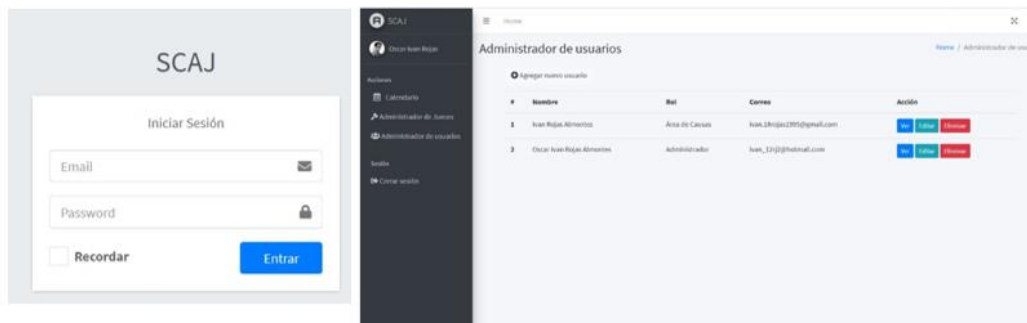 SCAJ
Iniciar Sesión
Email
Password
Recordar
Entrar
SCAJ
Oscar Ivan Rojas
Acciones
Calendario
Administrador de Jueces
Administrador de usuarios
Sesión
Cerrar sesión
Home
Administrador de usuarios
Home / Administrador de usu
Agregar nuevo usuario
# Nombre Rol Correo Acción
1 Ivan Rojas Almontes Área de Causas Ver Editar Eliminar
2 Oscar Ivan Rojas Almontes Administrador Ver Editar Eliminar